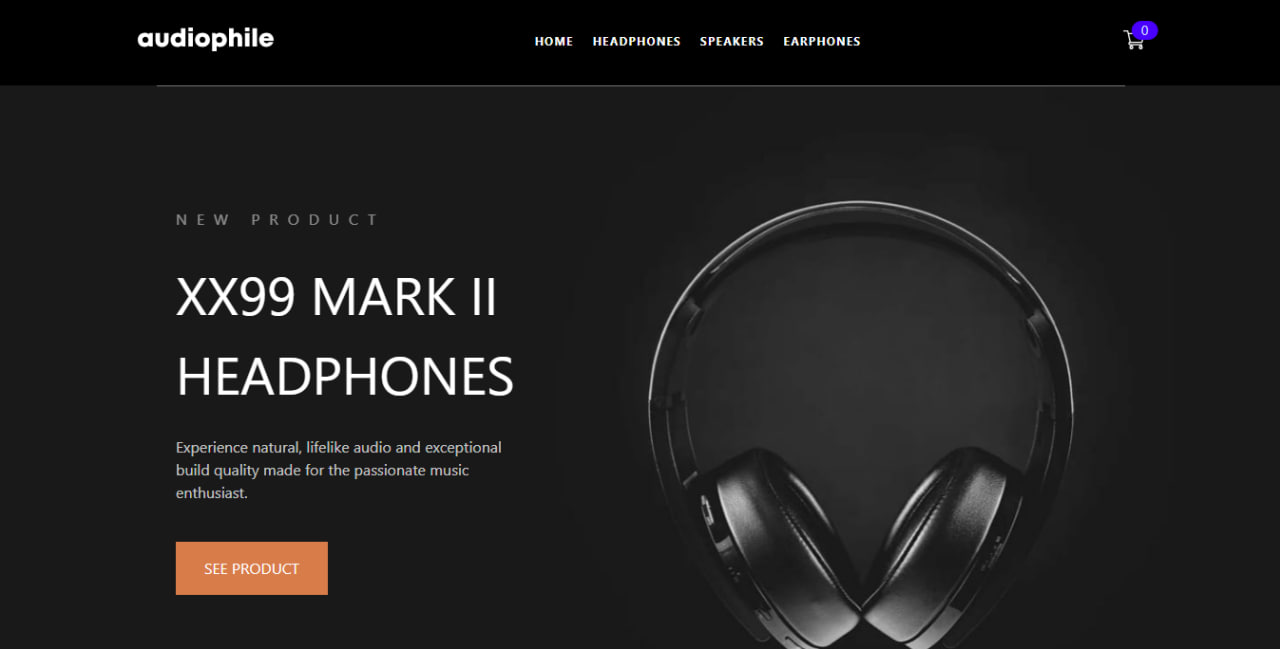 audiophile
HOME HEADPHONES SPEAKERS EARPHONES
0
NEW PRODUCT
XX99 MARK II
HEADPHONES
Experience natural, lifelike audio and exceptional
build quality made for the passionate music
enthusiast.
SEE PRODUCT